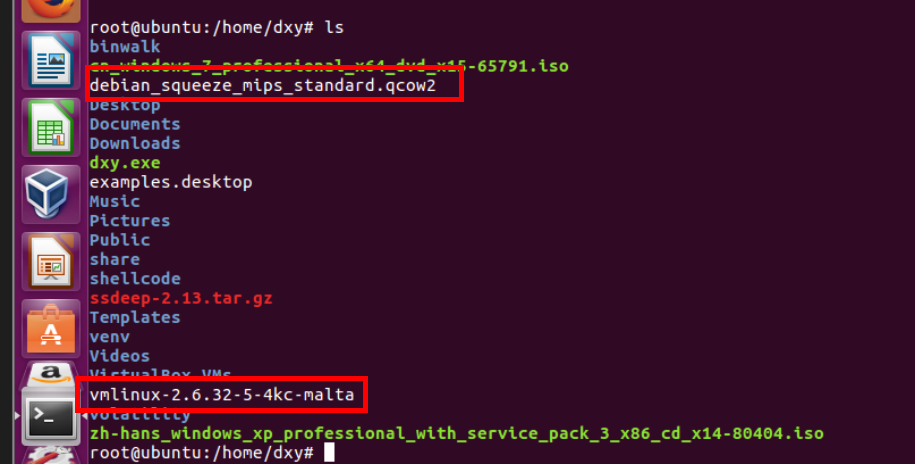 root@ubuntu:/home/dxy# ls
binwalk
cn_windows_7_professional_x64_dvd_x15-65791.iso
debian_squeeze_mips_standard.qcow2
Desktop
Documents
Downloads
dxy.exe
examples.desktop
Music
Pictures
Public
share
shellcode
ssdeep-2.13.tar.gz
Templates
venv
Videos
VirtualBox VMs
vmlinux-2.6.32-5-4kc-malta
volatility
zh-hans_windows_xp_professional_with_service_pack_3_x86_cd_x14-80404.iso
root@ubuntu:/home/dxy#